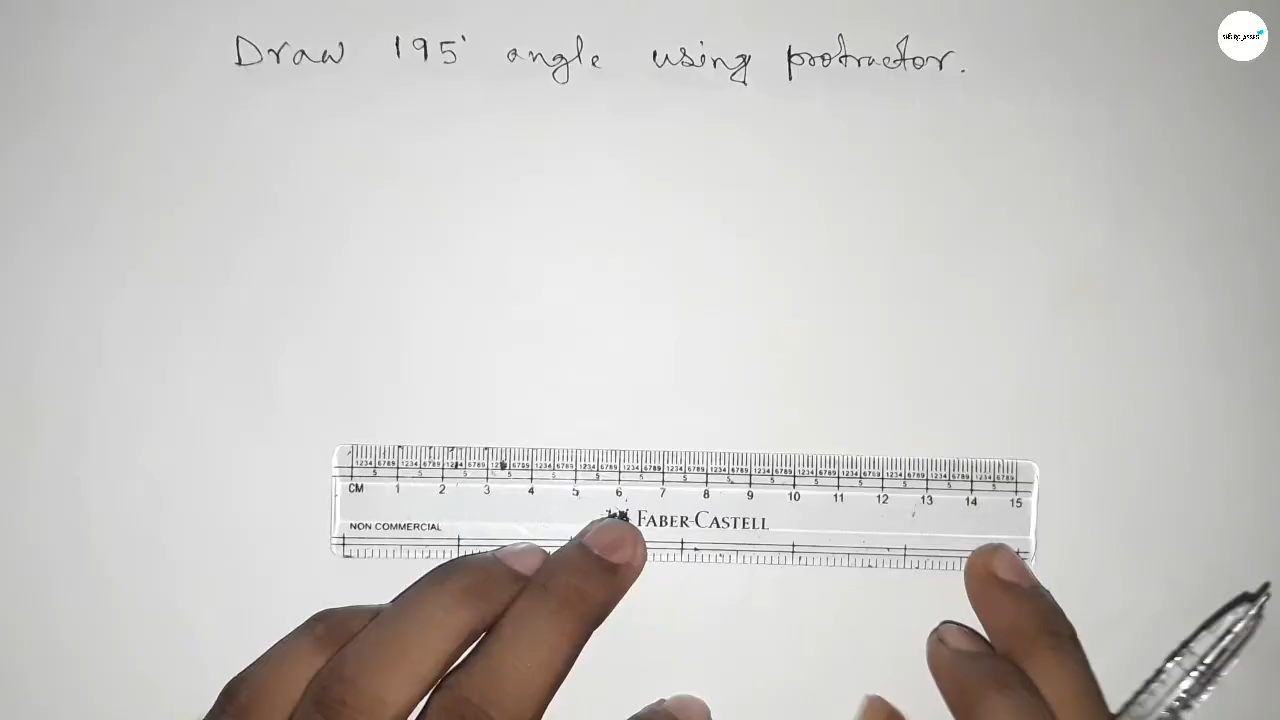 Draw 195° angle using protractor.
CM 1 2 3 4 5 6 7 8 9 10 11 12 13 14 15
FABER-CASTELL
NON COMMERCIAL